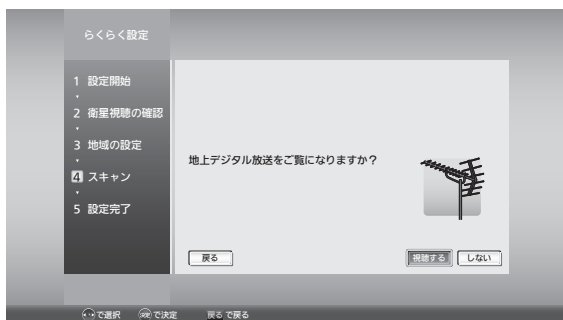 らくらく設定
1 設定開始
2 衛星視聴の確認
3 地域の設定
4 スキャン
5 設定完了
地上デジタル放送をご覧になりますか？
戻る
視聴する
しない
で選択 決定 で決定 戻る で戻る